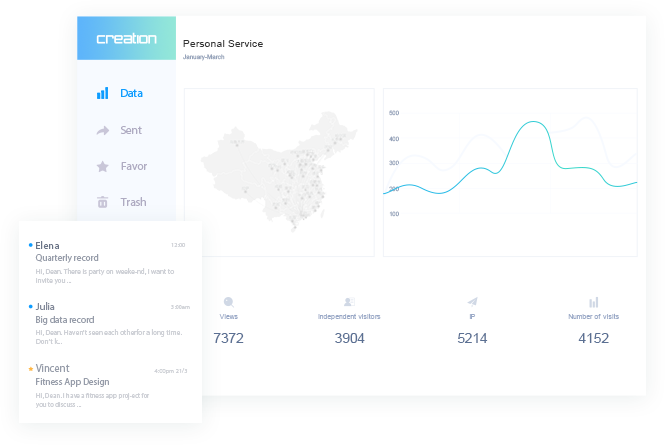 creation
Personal Service
January-March
Data
Sent
Favor
Trash
500
400
300
200
100
Elena
12:00
Quarterly record
Hi, Dean. There is party on weeke-nd, I want to
invite you ...
Julia
Big data record
Hi, Dean. Haven't seen each otherfor a long time.
Don't k...
Vincent
4:03pm 21/3
Fitness App Design
Hi, Dean. I have a fitness app proj-ect for
you to discuss ...
Views
7372
Independent visitors
3904
IP
5214
Number of visits
4152